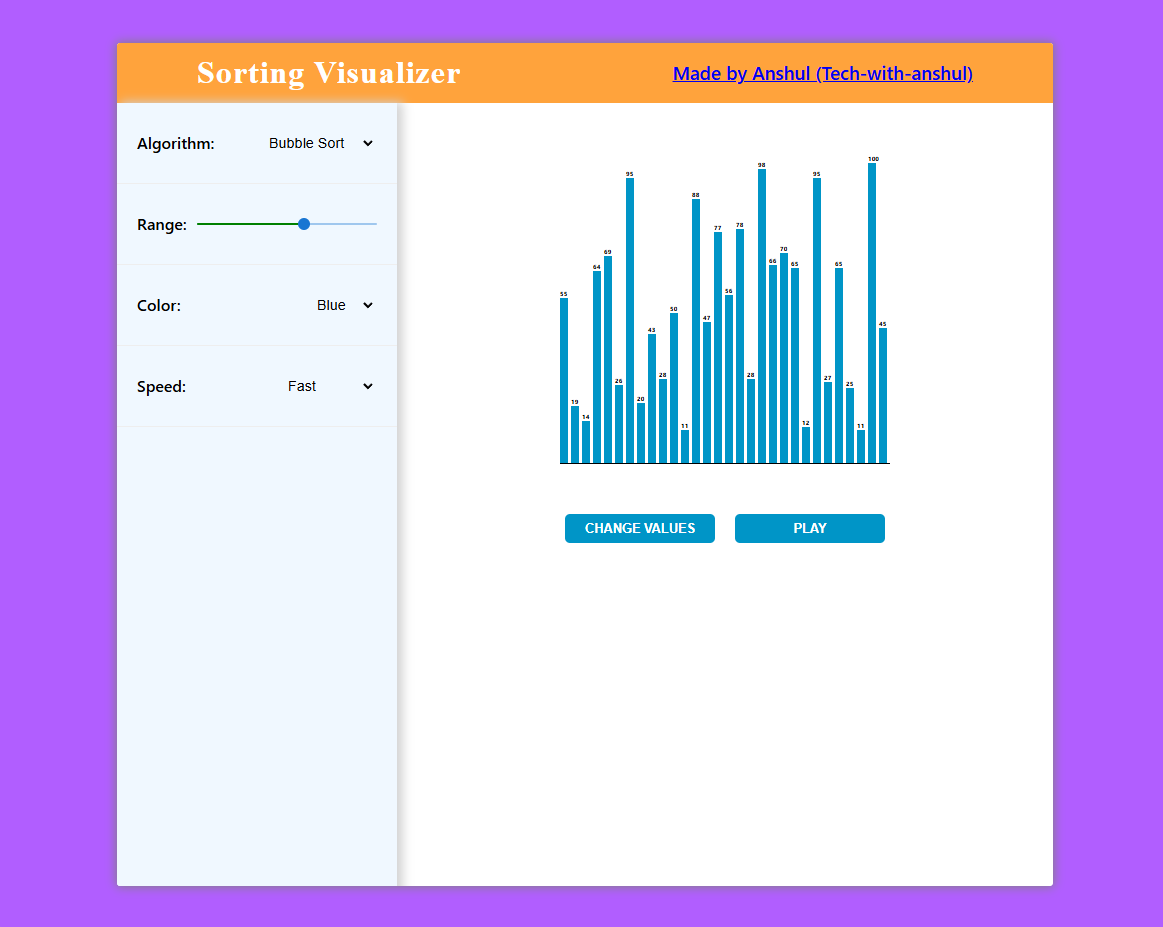 Sorting Visualizer
Made by Anshul (Tech-with-anshul)
Algorithm: Bubble Sort
Range:
Color: Blue
Speed: Fast
55 19 14 64 69 26 95 20 43 28 50 11 88 47 77 56 78 28 98 66 70 65 12 95 27 65 25 11 100 45
CHANGE VALUES PLAY